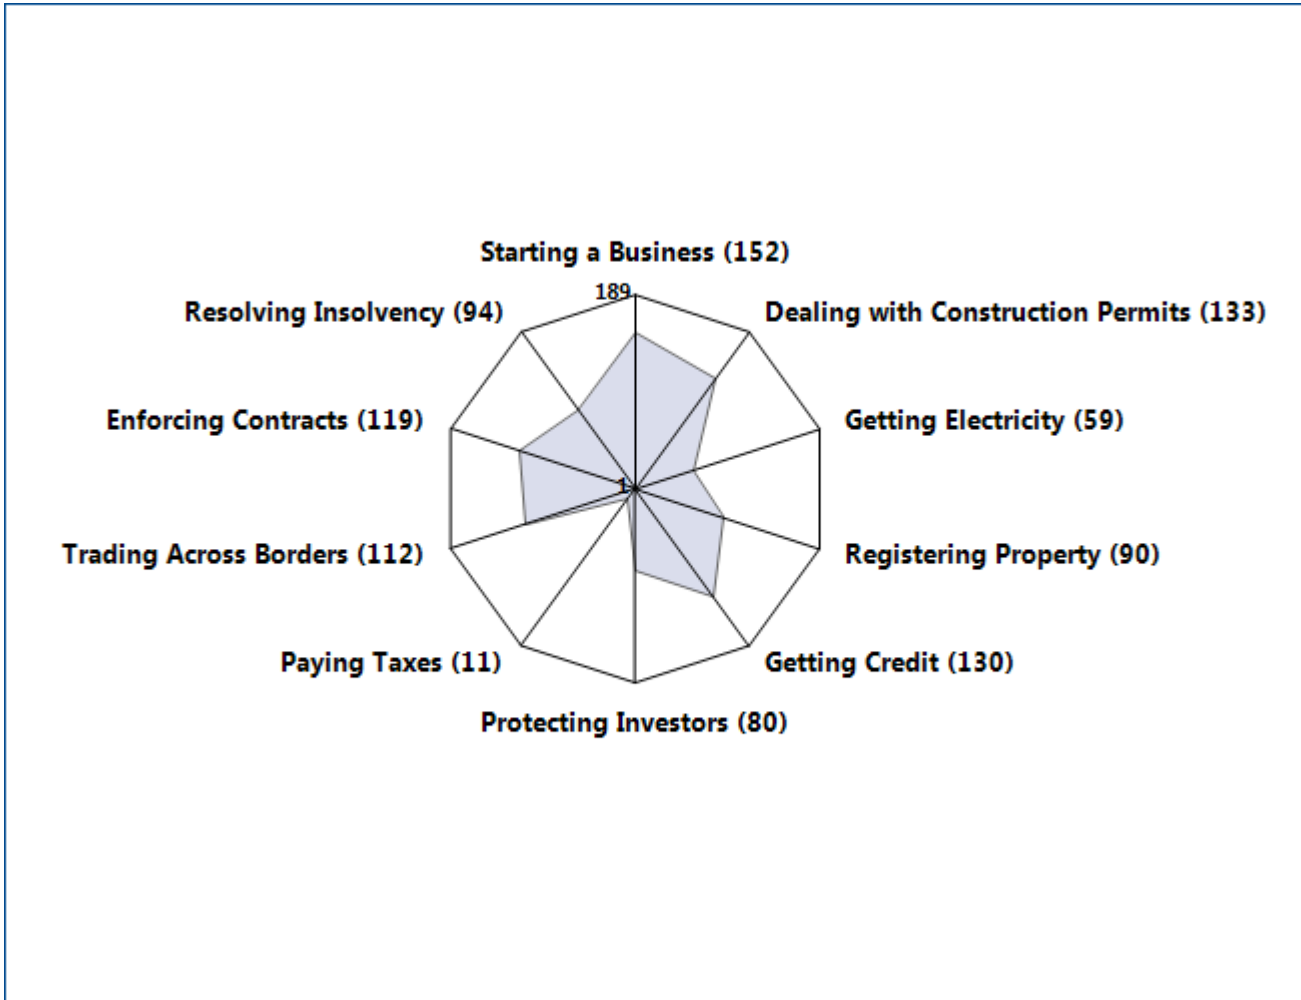 Starting a Business (152)
189
Resolving Insolvency (94)
Dealing with Construction Permits (133)
Enforcing Contracts (119)
Getting Electricity (59)
1
Trading Across Borders (112)
Registering Property (90)
Paying Taxes (11)
Getting Credit (130)
Protecting Investors (80)